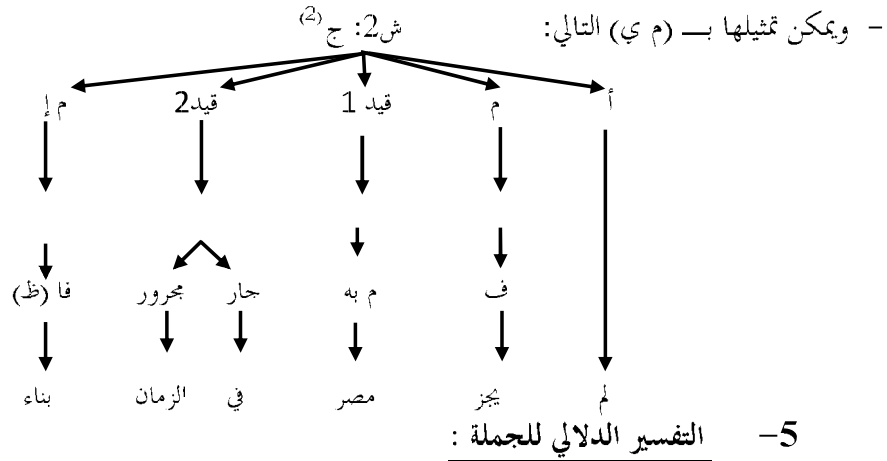 – ويمكن تمثيلها بـــ (م ي) التالي: ش2: ج (2)
أ م قيد 1 قيد2 م إ
ف م به جار مجرور فا (ظ)
لم يجز مصر في الزمان بناء
5– التفسير الدلالي للجملة :